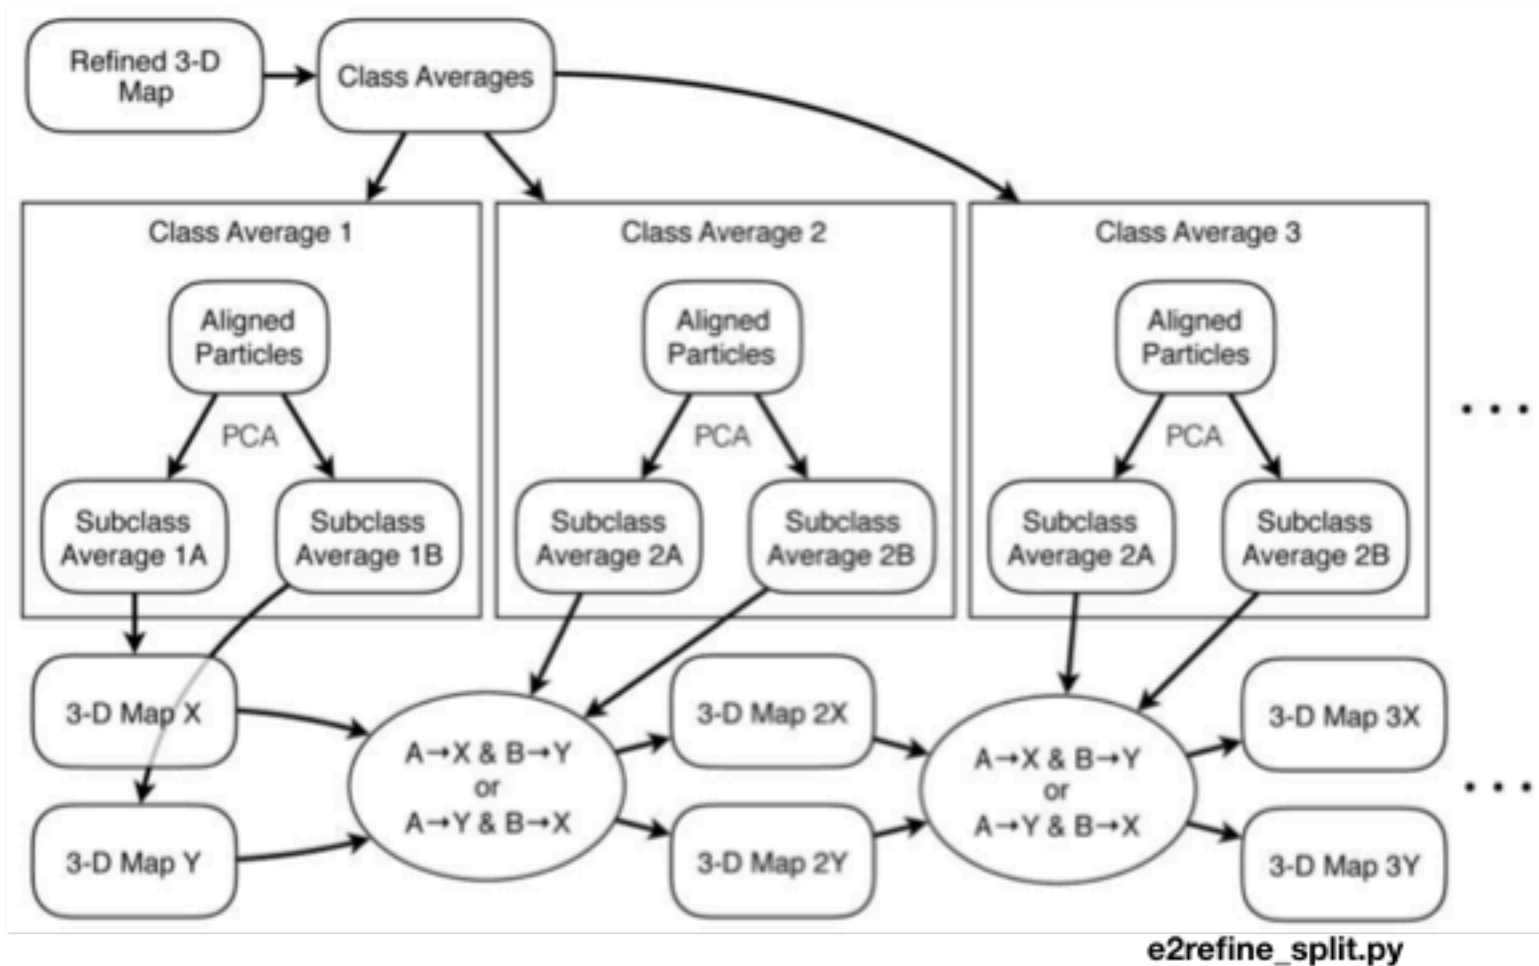 Refined 3-D
Map
Class Averages
Class Average 1
Aligned
Particles
PCA
Subclass
Average 1A
Subclass
Average 1B
Class Average 2
Aligned
Particles
PCA
Subclass
Average 2A
Subclass
Average 2B
Class Average 3
Aligned
Particles
PCA
Subclass
Average 2A
Subclass
Average 2B
. . .
3-D Map X
3-D Map Y
A→X & B→Y
or
A→Y & B→X
3-D Map 2X
3-D Map 2Y
A→X & B→Y
or
A→Y & B→X
3-D Map 3X
3-D Map 3Y
. . .
e2refine_split.py